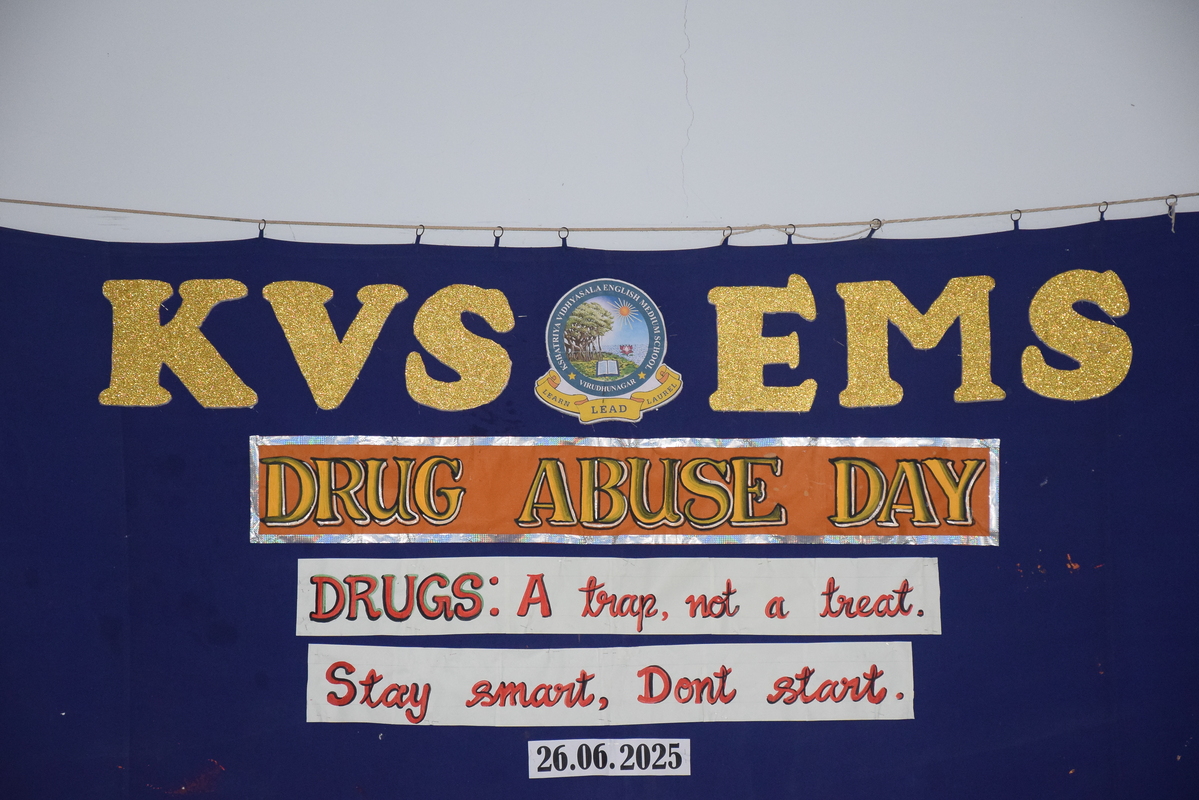 KVS EMS
KSHATRIYA VIDHYASALA ENGLISH MEDIUM SCHOOL
VIRUDHUNAGAR
LEARN LEAD LAUREL
DRUG ABUSE DAY
DRUGS: A trap, not a treat.
Stay smart, Dont start.
26.06.2025